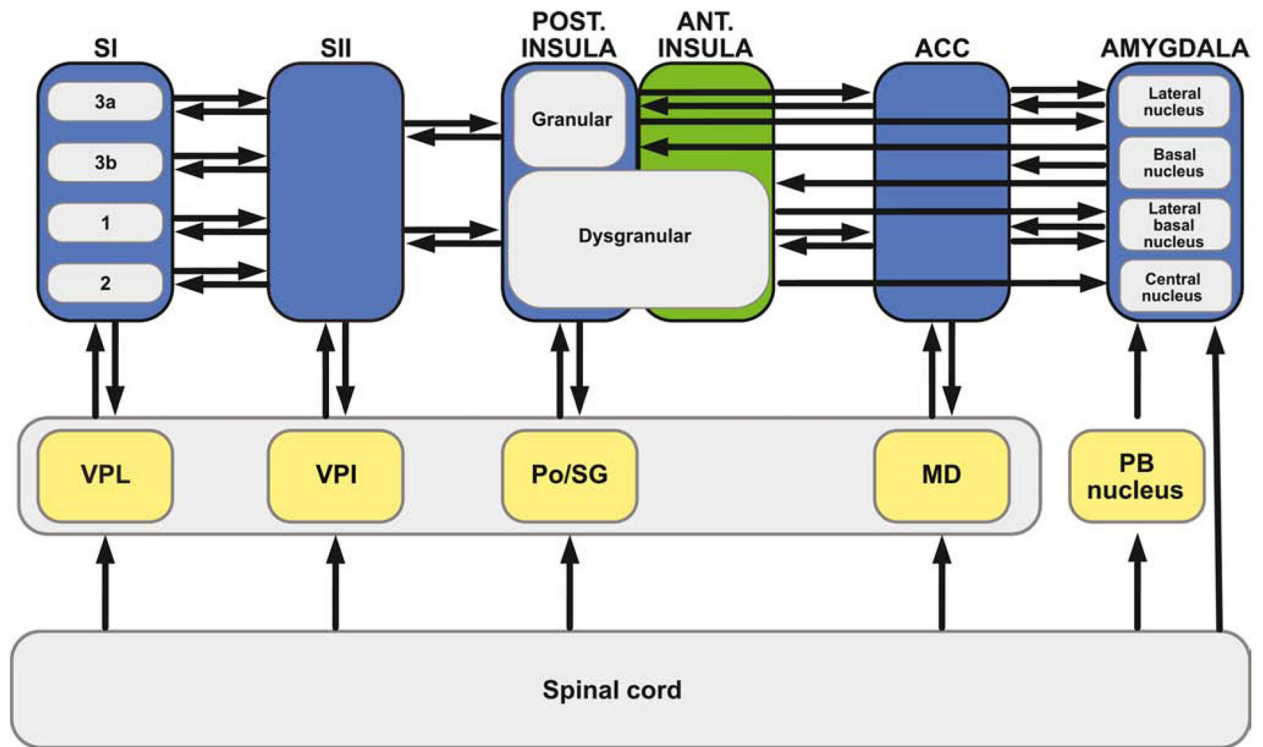 SI
SII
POST.
INSULA
ANT.
INSULA
ACC
AMYGDALA
3a
3b
1
2
Granular
Dysgranular
Lateral
nucleus
Basal
nucleus
Lateral
basal
nucleus
Central
nucleus
VPL
VPI
Po/SG
MD
PB
nucleus
Spinal cord